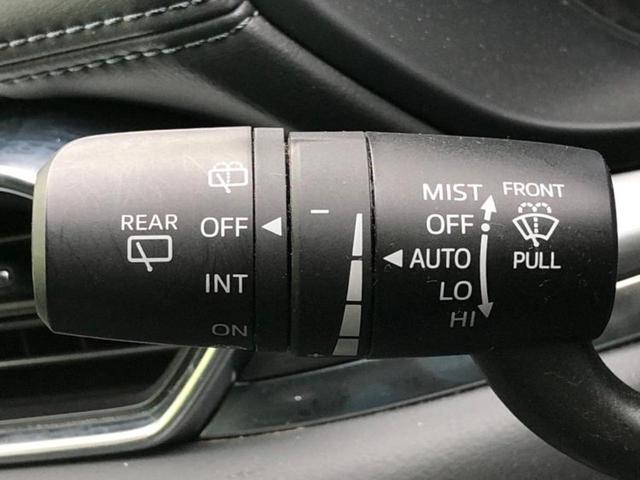 REAR
OFF
INT
ON
–
MIST
OFF
AUTO
LO
HI
FRONT
PULL